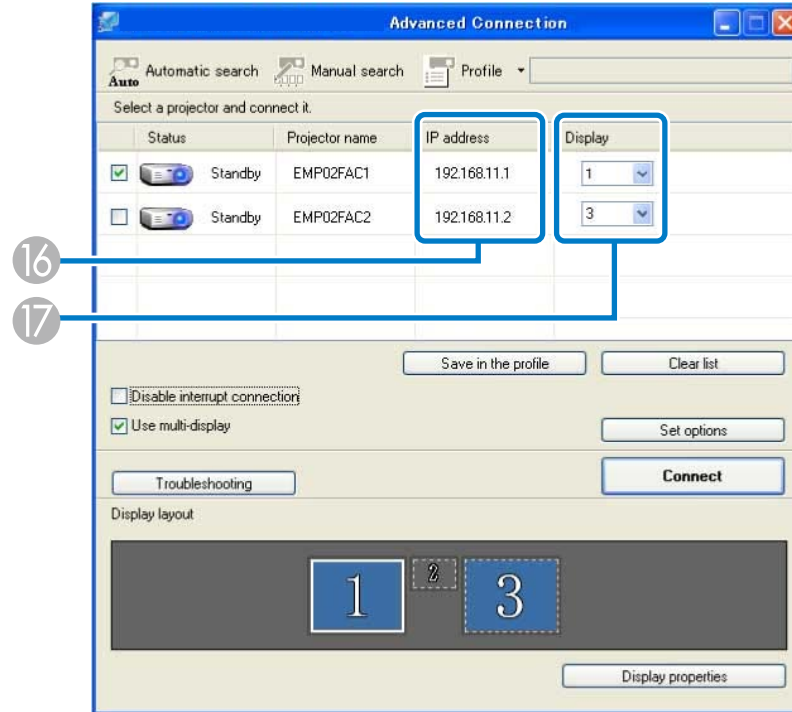 Advanced Connection
Auto Automatic search Manual search Profile
Select a projector and connect it.
Status Projector name IP address Display
Standby EMP02FAC1 192.168.11.1 1
Standby EMP02FAC2 192.168.11.2 3
16
17
Save in the profile Clear list
Disable interrupt connection
Use multi-display Set options
Troubleshooting Connect
Display layout
1 2 3
Display properties